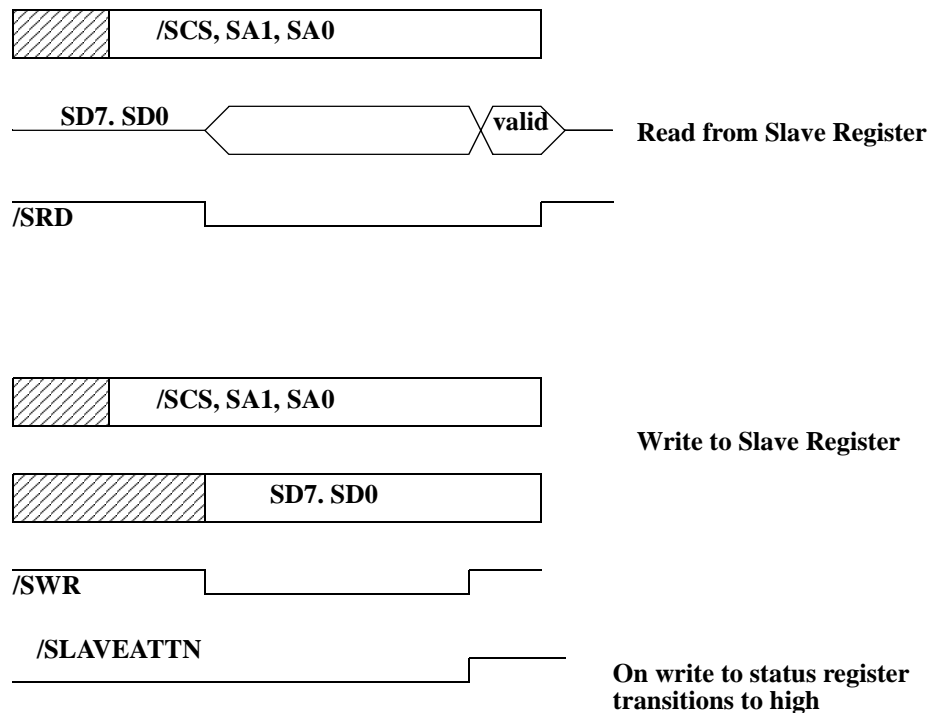 /SCS, SA1, SA0
SD7. SD0
valid
Read from Slave Register
/SRD
/SCS, SA1, SA0
Write to Slave Register
SD7. SD0
/SWR
/SLAVEATTN
On write to status register
transitions to high